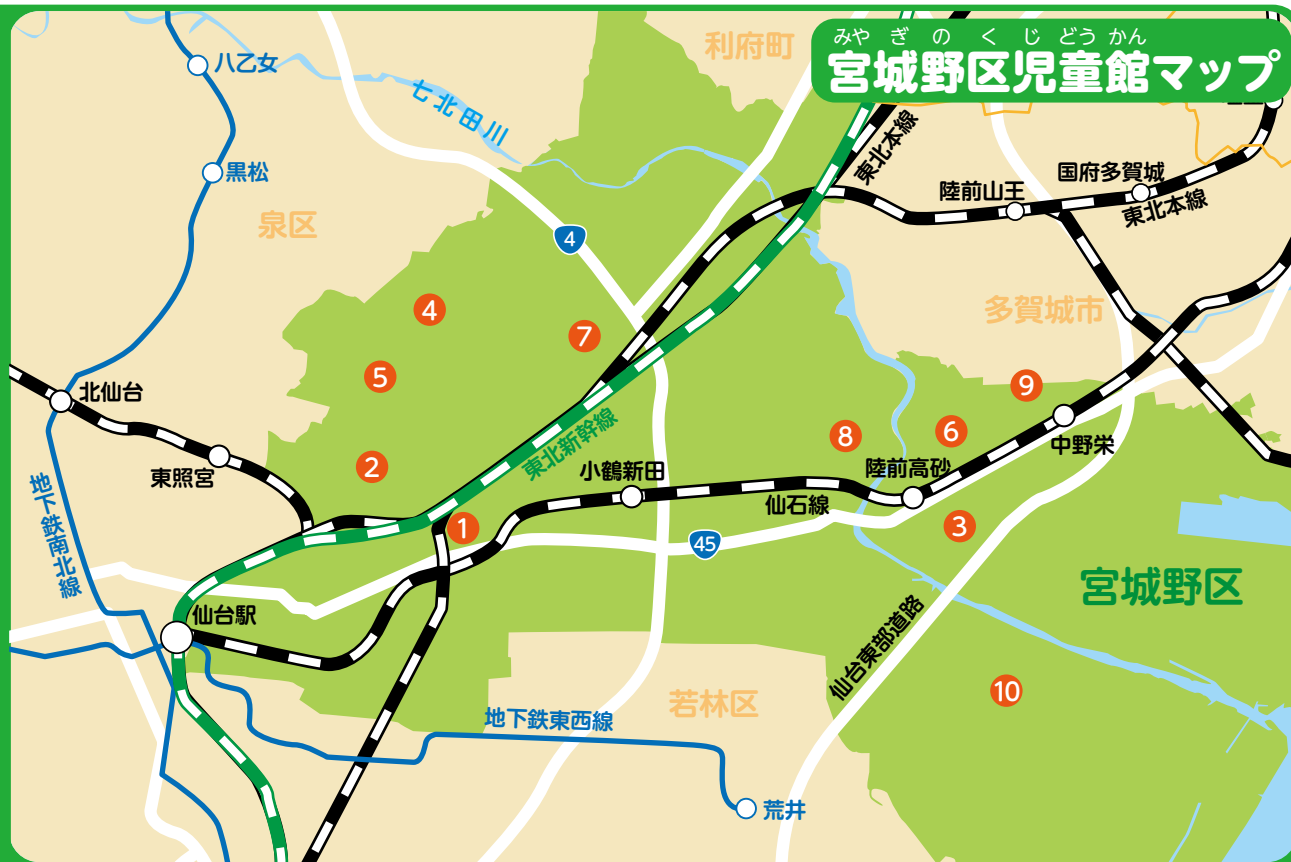 みやぎのくじどうかん
宮城野区児童館マップ
利府町
八乙女
七北田川
東北本線
国府多賀城
陸前山王
東北本線
黒松
泉区
4
4
多賀城市
7
5
9
北仙台
東北新幹線
8
6
中野栄
2
東照宮
小鶴新田
陸前高砂
仙石線
地下鉄南北線
1
45
3
宮城野区
仙台駅
仙台東部道路
10
若林区
地下鉄東西線
荒井